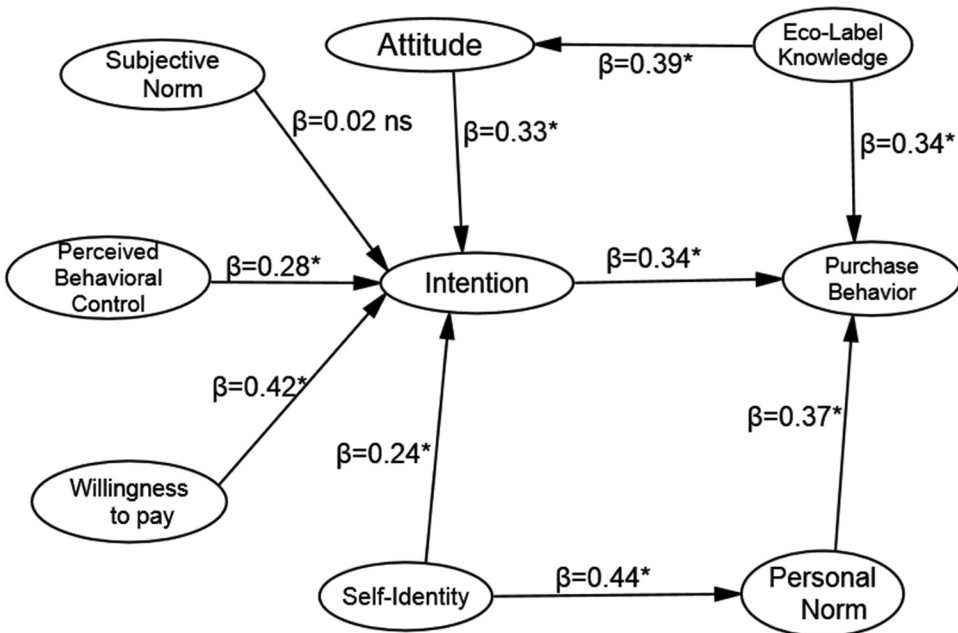 Subjective
Norm
Attitude
Eco-Label
Knowledge
β=0.39*
β=0.02 ns
β=0.33*
β=0.34*
Perceived
Behavioral
Control
β=0.28*
Intention
β=0.34*
Purchase
Behavior
β=0.42*
β=0.24*
β=0.37*
Willingness
to pay
Self-Identity
β=0.44*
Personal
Norm